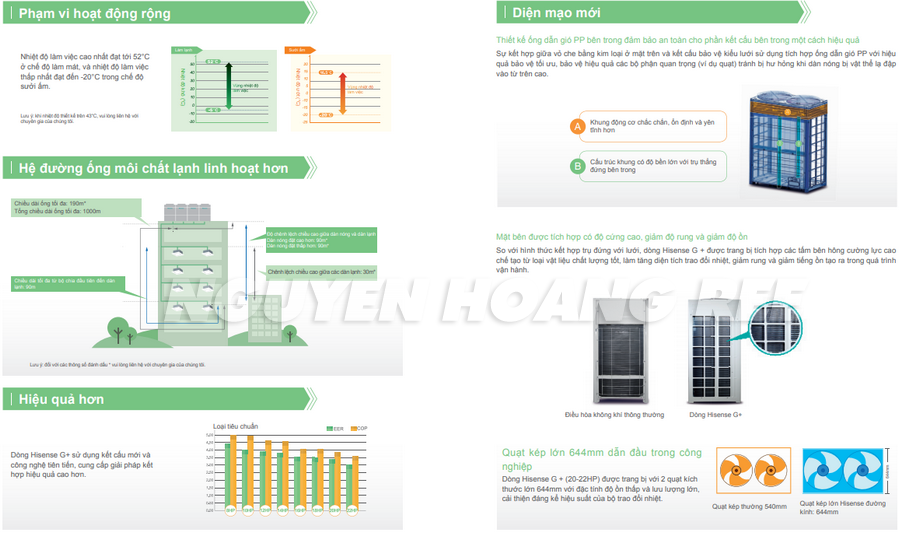 Phạm vi hoạt động rộng
Nhiệt độ làm việc cao nhất đạt tới 52°C
ở chế độ làm mát, và nhiệt độ làm việc
thấp nhất đạt đến -20°C trong chế độ
sưởi ấm.
Lưu ý: khi nhiệt độ thiết kế trên 43°C, vui lòng liên hệ với
chuyên gia của chúng tôi.
Làm lạnh
Sưởi ấm
Hệ đường ống môi chất lạnh linh hoạt hơn
Chiều dài ống tối đa: 190m*
Tổng chiều dài ống tối đa: 1000m
Độ chênh lệch chiều cao giữa dàn nóng và dàn lạnh
Dàn nóng đặt cao hơn: 90m*
Dàn nóng đặt thấp hơn: 90m*
Chênh lệch chiều cao giữa các dàn lạnh: 30m*
Chiều dài tối đa từ bộ chia đầu tiên đến dàn
lạnh: 90m
Lưu ý: đối với các thông số đánh dấu * vui lòng liên hệ với chuyên gia của chúng tôi.
Hiệu quả hơn
Dòng Hisense G+ sử dụng kết cấu mới và
công nghệ tiên tiến, cung cấp giải pháp kết
hợp hiệu quả cao hơn.
Loại tiêu chuẩn
EER COP
Diện mạo mới
Thiết kế ống dẫn gió PP bên trong đảm bảo an toàn cho phần kết cấu bên trong một cách hiệu quả
Sự kết hợp giữa vỏ che bằng kim loại ở mặt trên và kết cấu bảo vệ kiểu lưới sử dụng tích hợp ống dẫn gió PP với hiệu
quả bảo vệ tối ưu, bảo vệ hiệu quả các bộ phận quan trọng (ví dụ quạt) tránh bị hư hỏng khi dàn nóng bị vật thể lạ đập
vào từ trên cao.
A Khung động cơ chắc chắn, ổn định và yên
tĩnh hơn
B Cấu trúc khung có độ bền lớn với trụ thẳng
đứng bên trong
Mặt bên được tích hợp có độ cứng cao, giảm độ rung và giảm độ ồn
So với hình thức kết hợp trụ đứng với lưới, dòng Hisense G + được trang bị tích hợp các tấm bên hông cường lực cao
chế tạo từ loại vật liệu chất lượng tốt, làm tăng diện tích trao đổi nhiệt, giảm rung và giảm tiếng ồn tạo ra trong quá trình
vận hành.
NGUYEN HOANG REE
Điều hòa không khí thông thường
Dòng Hisense G+
Quạt kép lớn 644mm dẫn đầu trong công
nghiệp
Dòng Hisense G + (20-22HP) được trang bị với 2 quạt kích
thước lớn 644mm với đặc tính độ ồn thấp và lưu lượng lớn,
cải thiện đáng kể hiệu suất của bộ trao đổi nhiệt.
Quạt kép thường 540mm
Quạt kép lớn Hisense đường
kính: 644mm